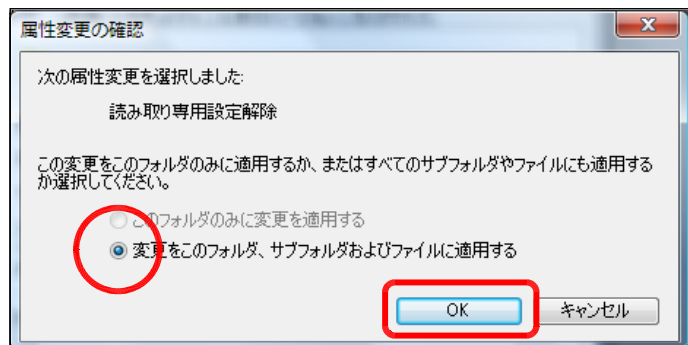 属性変更の確認
次の属性変更を選択しました:
読み取り専用設定解除
この変更をこのフォルダのみに適用するか、またはすべてのサブフォルダやファイルにも適用する
か選択してください。
このフォルダのみに変更を適用する
変更をこのフォルダ、サブフォルダおよびファイルに適用する
OK
キャンセル